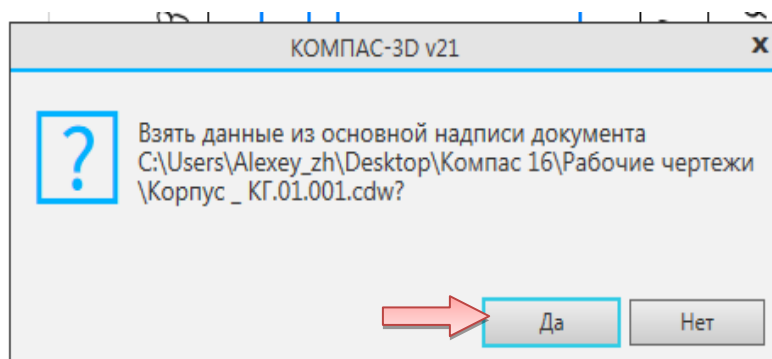 КОМПАС-3D v21
x
Взять данные из основной надписи документа
C:\Users\Alexey_zh\Desktop\Компас 16\Рабочие чертежи
\Корпус _ КГ.01.001.cdw?
?
Да
Нет